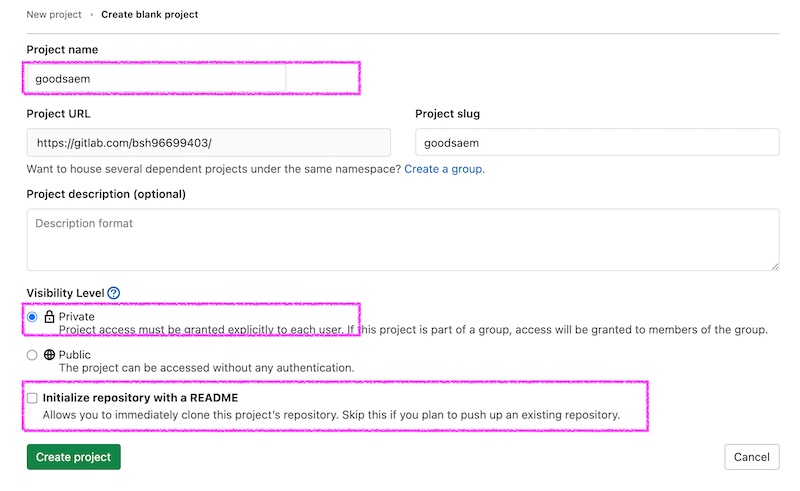 New project › Create blank project
Project name
goodsaem
Project URL
Project slug
https://gitlab.com/bsh96699403/
goodsaem
Want to house several dependent projects under the same namespace? Create a group.
Project description (optional)
Description format
Visibility Level ?
Private
Project access must be granted explicitly to each user. If this project is part of a group, access will be granted to members of the group.
Public
The project can be accessed without any authentication.
Initialize repository with a README
Allows you to immediately clone this project's repository. Skip this if you plan to push up an existing repository.
Create project
Cancel